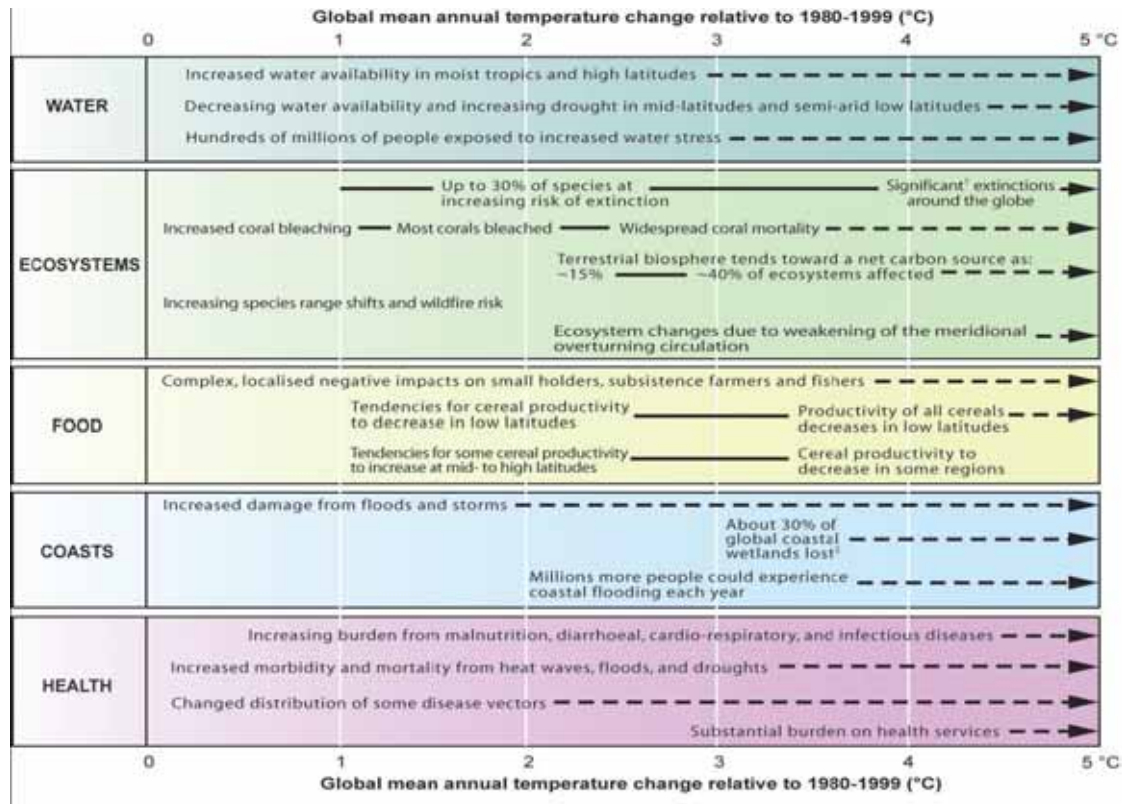 Global mean annual temperature change relative to 1980-1999 (°C)
0 1 2 3 4 5 °C
WATER
Increased water availability in moist tropics and high latitudes
Decreasing water availability and increasing drought in mid-latitudes and semi-arid low latitudes
Hundreds of millions of people exposed to increased water stress
ECOSYSTEMS
Up to 30% of species at
increasing risk of extinction
Significant† extinctions
around the globe
Increased coral bleaching Most corals bleached Widespread coral mortality
Terrestrial biosphere tends toward a net carbon source as:
~15% ~40% of ecosystems affected
Increasing species range shifts and wildfire risk
Ecosystem changes due to weakening of the meridional
overturning circulation
FOOD
Complex, localised negative impacts on small holders, subsistence farmers and fishers
Tendencies for cereal productivity
to decrease in low latitudes
Productivity of all cereals
decreases in low latitudes
Tendencies for some cereal productivity
to increase at mid- to high latitudes
Cereal productivity to
decrease in some regions
COASTS
Increased damage from floods and storms
About 30% of
global coastal
wetlands lost‡
Millions more people could experience
coastal flooding each year
HEALTH
Increasing burden from malnutrition, diarrhoeal, cardio-respiratory, and infectious diseases
Increased morbidity and mortality from heat waves, floods, and droughts
Changed distribution of some disease vectors
Substantial burden on health services
0 1 2 3 4 5 °C
Global mean annual temperature change relative to 1980-1999 (°C)